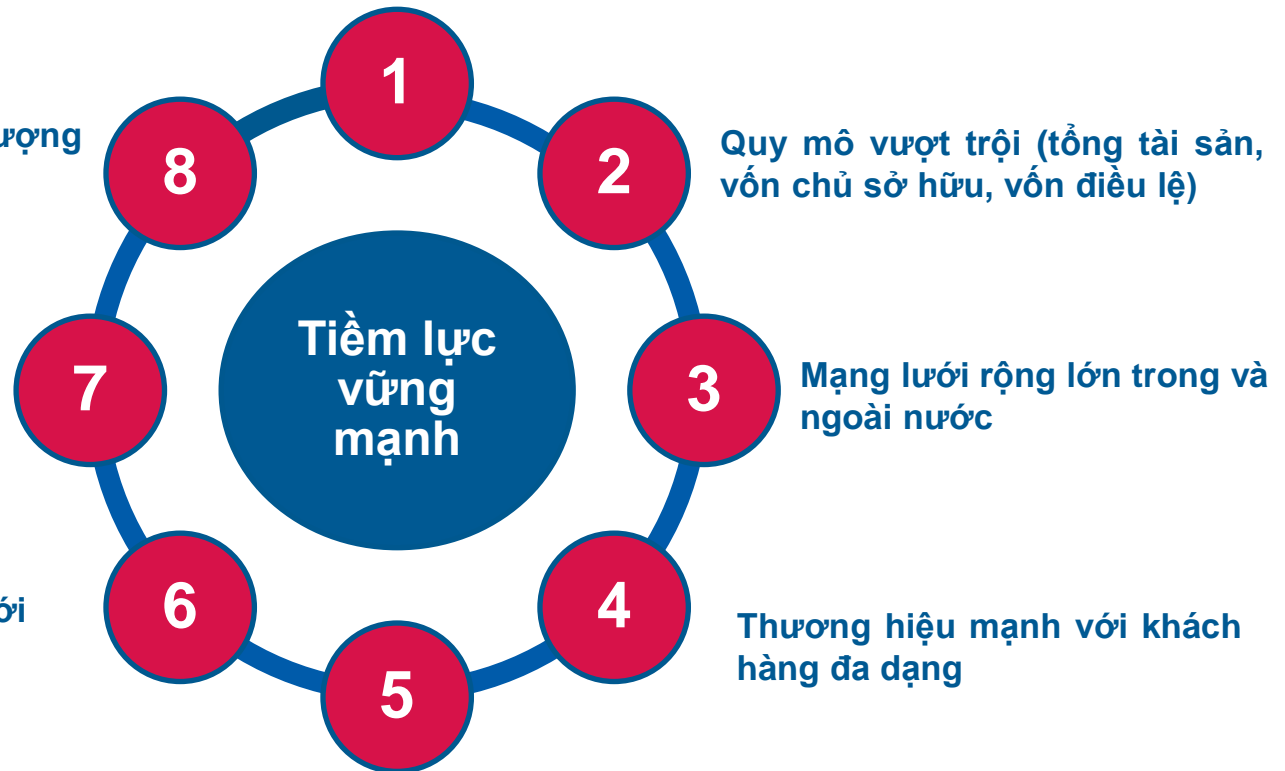 1
8
ượng
2
Quy mô vượt trội (tổng tài sản,
vốn chủ sở hữu, vốn điều lệ)
Tiềm lực
vững
mạnh
7
3
Mạng lưới rộng lớn trong và
ngoài nước
6
ới
4
Thương hiệu mạnh với khách
hàng đa dạng
5